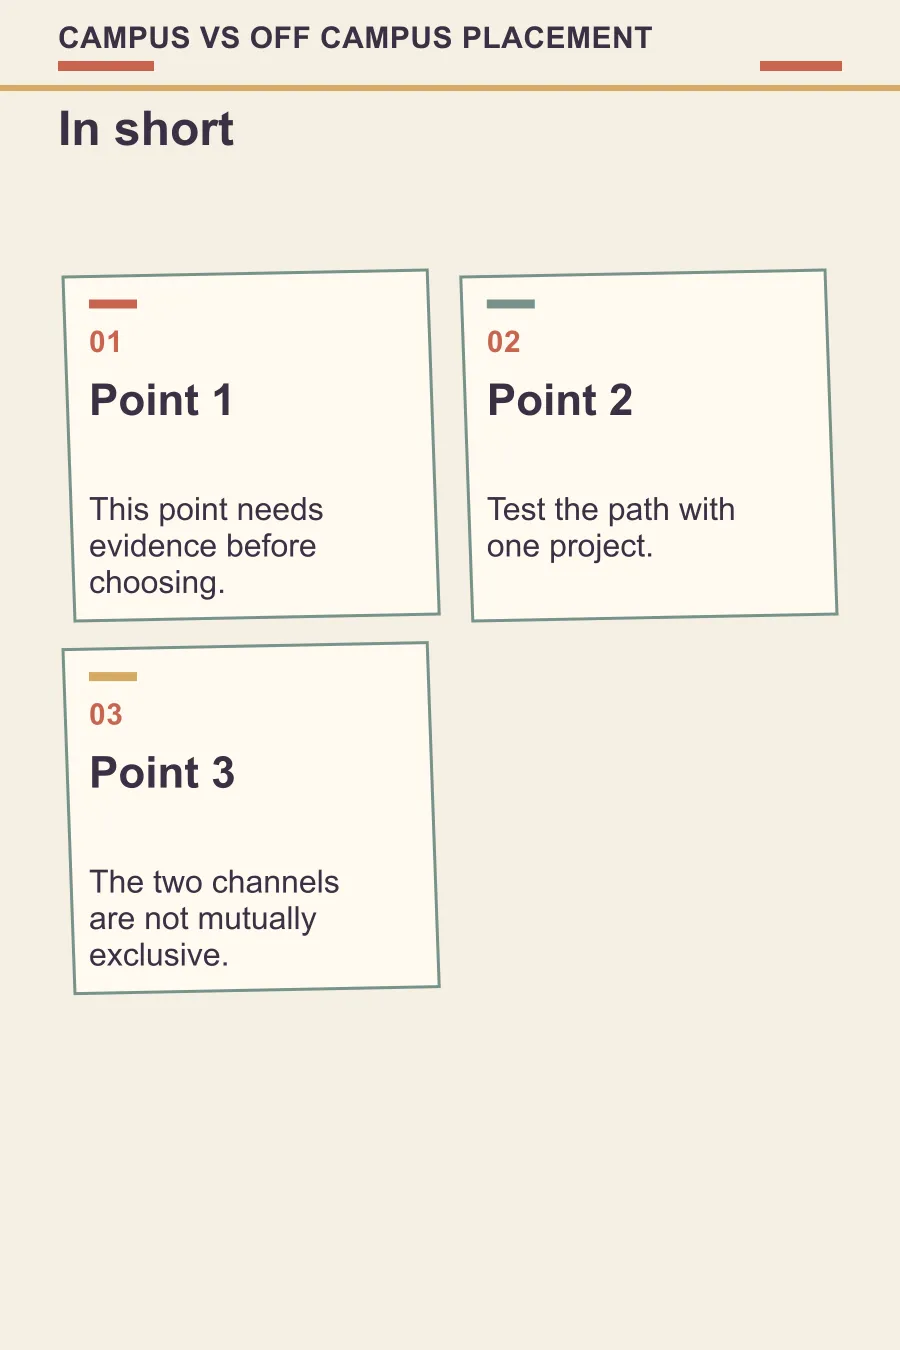 CAMPUS VS OFF CAMPUS PLACEMENT
In short
01
Point 1
This point needs
evidence before
choosing.
02
Point 2
Test the path with
one project.
03
Point 3
The two channels
are not mutually
exclusive.